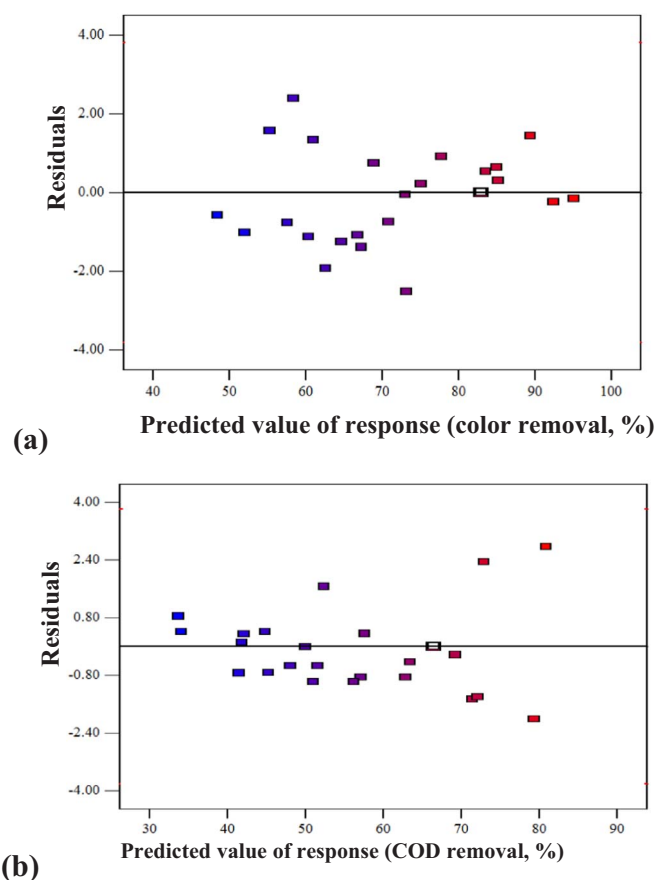 4.00
2.00
0.00
-2.00
-4.00
Residuals
40 50 60 70 80 90 100
Predicted value of response (color removal, %)
(a)
4.00
2.40
0.80
-0.80
-2.40
-4.00
Residuals
30 40 50 60 70 80 90
Predicted value of response (COD removal, %)
(b)